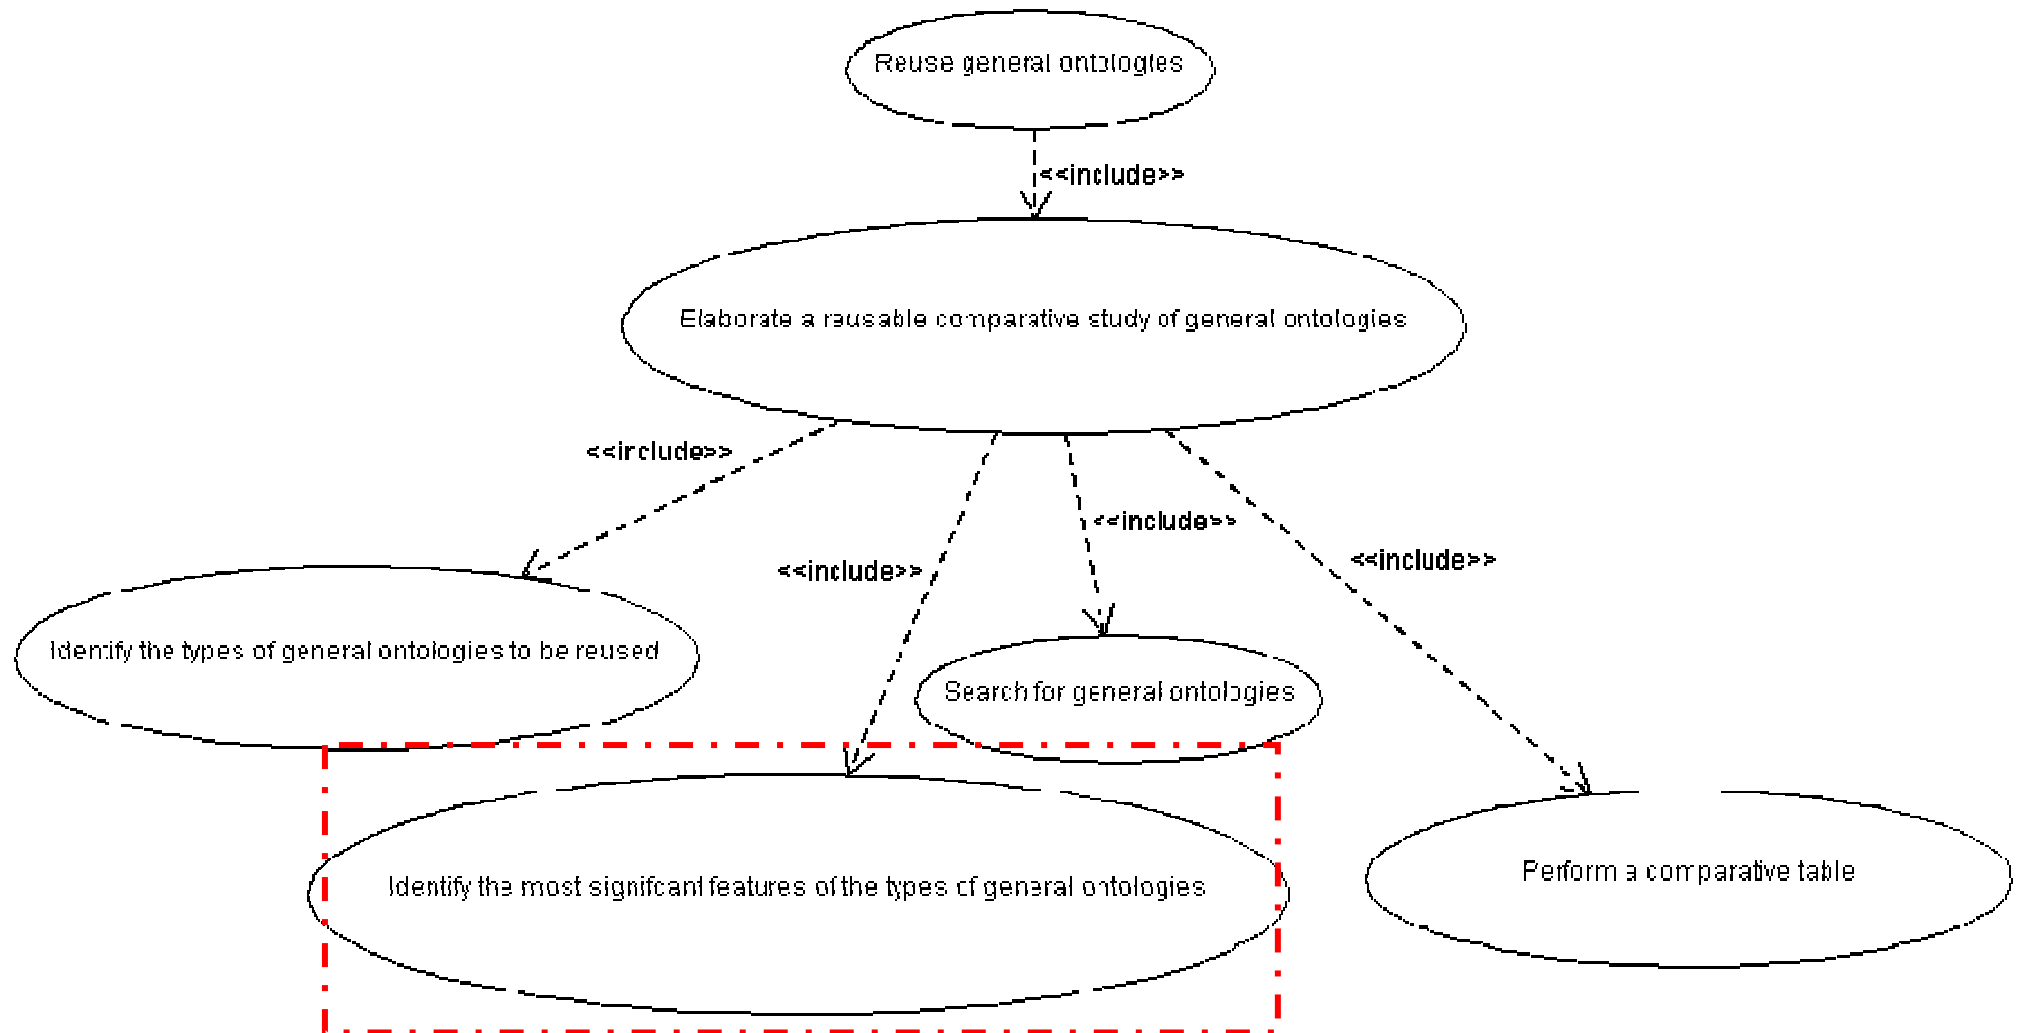 Reuse general ontologies
<<include>>
Elaborate a reusable comparative study of general ontologies
<<include>>
<<include>>
<<include>>
<<include>>
Identify the types of general ontologies to be reused
Search for general ontologies
Identify the most signifcant features of the types of general ontologies
Perform a comparative table